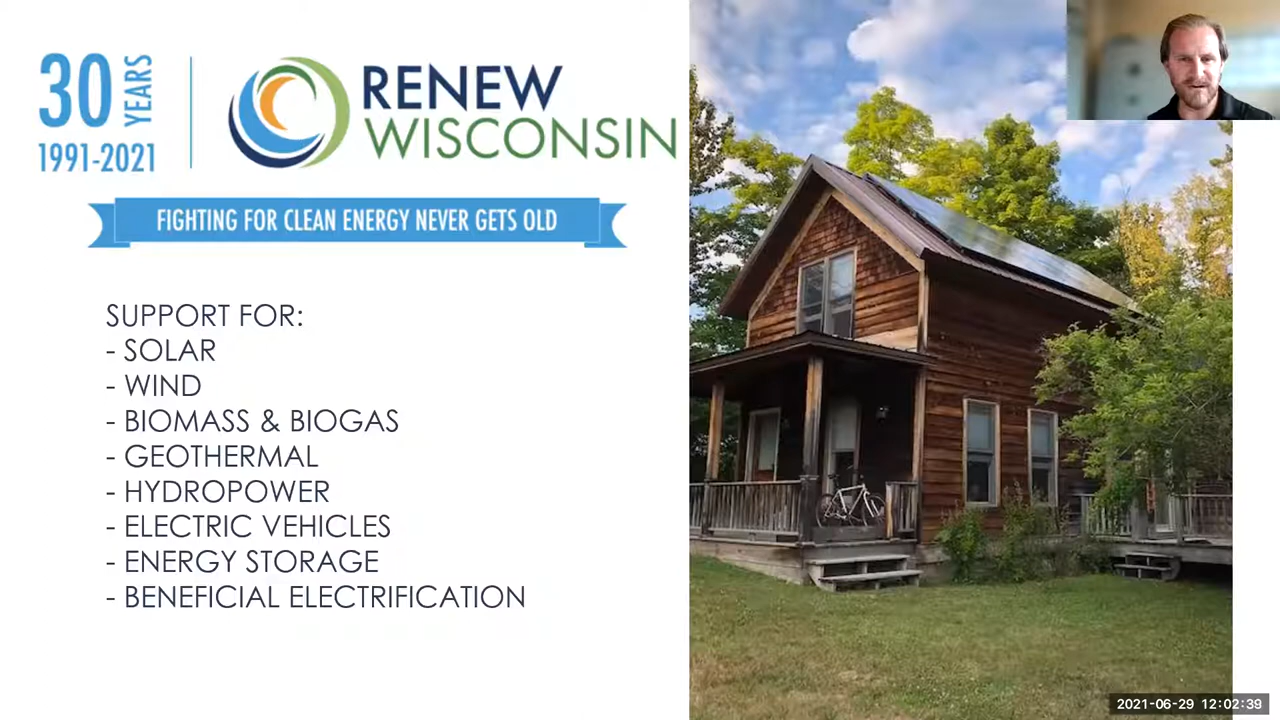 30 YEARS
1991-2021
RENEW
WISCONSIN
FIGHTING FOR CLEAN ENERGY NEVER GETS OLD
SUPPORT FOR:
- SOLAR
- WIND
- BIOMASS & BIOGAS
- GEOTHERMAL
- HYDROPOWER
- ELECTRIC VEHICLES
- ENERGY STORAGE
- BENEFICIAL ELECTRIFICATION
2021-06-29 12:02:39